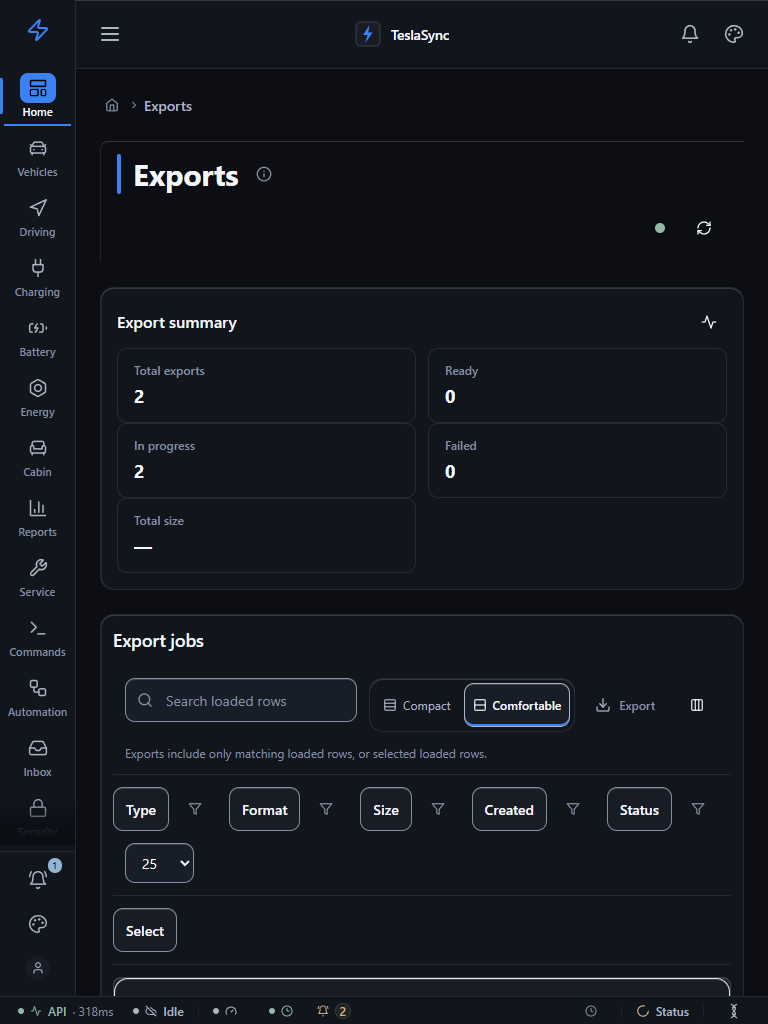 TeslaSync
Home
Vehicles
Driving
Charging
Battery
Energy
Cabin
Reports
Service
Commands
Automation
Inbox
Security
1
Exports
Exports
Export summary
Total exports
2
Ready
0
In progress
2
Failed
0
Total size
—
Export jobs
Search loaded rows
Compact
Comfortable
Export
Exports include only matching loaded rows, or selected loaded rows.
Type
Format
Size
Created
Status
25
Select
API · 318ms
Idle
2
Status